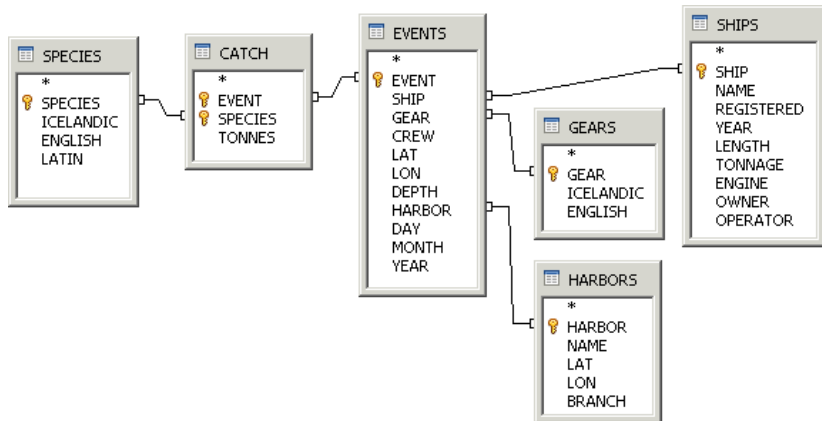 SPECIES
*
SPECIES
ICELANDIC
ENGLISH
LATIN
CATCH
*
EVENT
SPECIES
TONNES
EVENTS
*
EVENT
SHIP
GEAR
CREW
LAT
LON
DEPTH
HARBOR
DAY
MONTH
YEAR
GEARS
*
GEAR
ICELANDIC
ENGLISH
HARBORS
*
HARBOR
NAME
LAT
LON
BRANCH
SHIPS
*
SHIP
NAME
REGISTERED
YEAR
LENGTH
TONNAGE
ENGINE
OWNER
OPERATOR